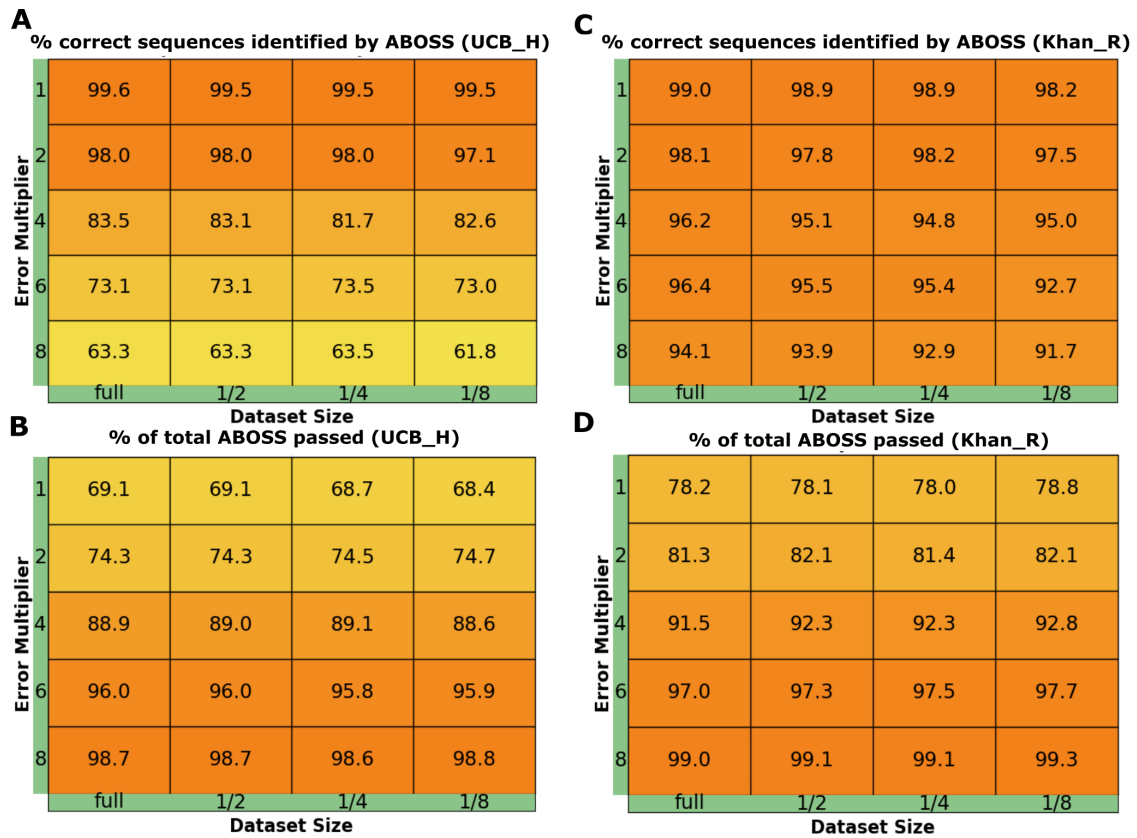 A
% correct sequences identified by ABOSS (UCB_H)
Error Multiplier
1 99.6 99.5 99.5 99.5
2 98.0 98.0 98.0 97.1
4 83.5 83.1 81.7 82.6
6 73.1 73.1 73.5 73.0
8 63.3 63.3 63.5 61.8
full 1/2 1/4 1/8
Dataset Size
B
% of total ABOSS passed (UCB_H)
Error Multiplier
1 69.1 69.1 68.7 68.4
2 74.3 74.3 74.5 74.7
4 88.9 89.0 89.1 88.6
6 96.0 96.0 95.8 95.9
8 98.7 98.7 98.6 98.8
full 1/2 1/4 1/8
Dataset Size
C
% correct sequences identified by ABOSS (Khan_R)
Error Multiplier
1 99.0 98.9 98.9 98.2
2 98.1 97.8 98.2 97.5
4 96.2 95.1 94.8 95.0
6 96.4 95.5 95.4 92.7
8 94.1 93.9 92.9 91.7
full 1/2 1/4 1/8
Dataset Size
D
% of total ABOSS passed (Khan_R)
Error Multiplier
1 78.2 78.1 78.0 78.8
2 81.3 82.1 81.4 82.1
4 91.5 92.3 92.3 92.8
6 97.0 97.3 97.5 97.7
8 99.0 99.1 99.1 99.3
full 1/2 1/4 1/8
Dataset Size